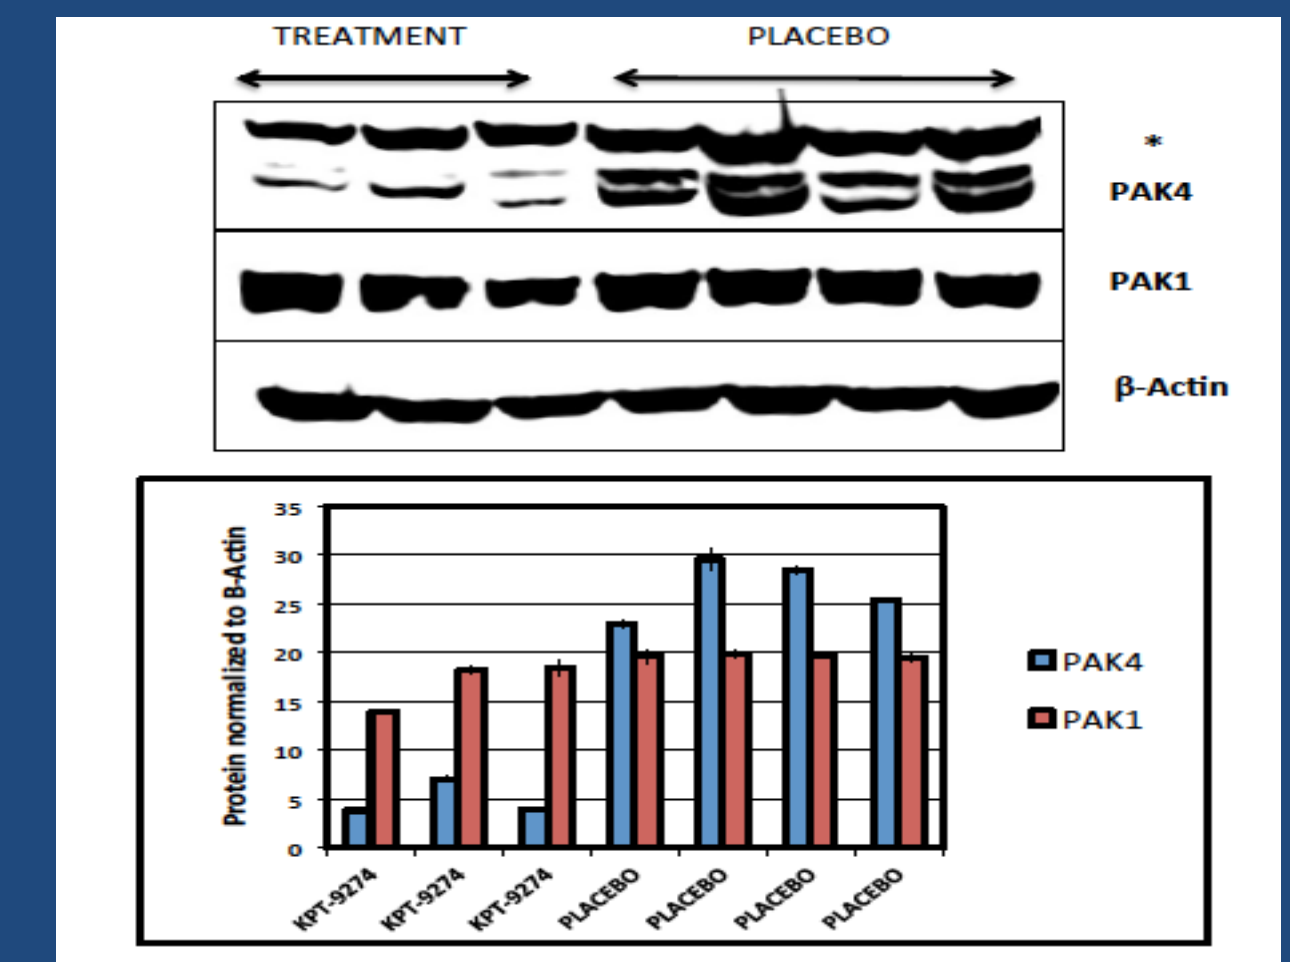 TREATMENT PLACEBO
*
PAK4
PAK1
β-Actin
Protein normalized to B-Actin
35
30
25
20
15
10
5
0
KPT-9274 KPT-9274 KPT-9274 PLACEBO PLACEBO PLACEBO PLACEBO
PAK4
PAK1